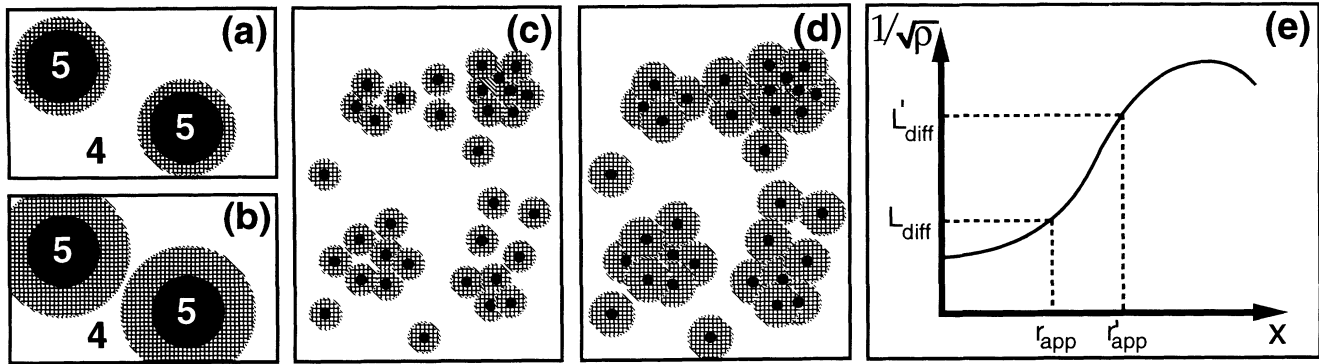 (a)
5
5
4
(b)
5
5
4
(c)
(d)
(e)
1/√ρ
L'diff
Ldiff
rapp
r'app
X